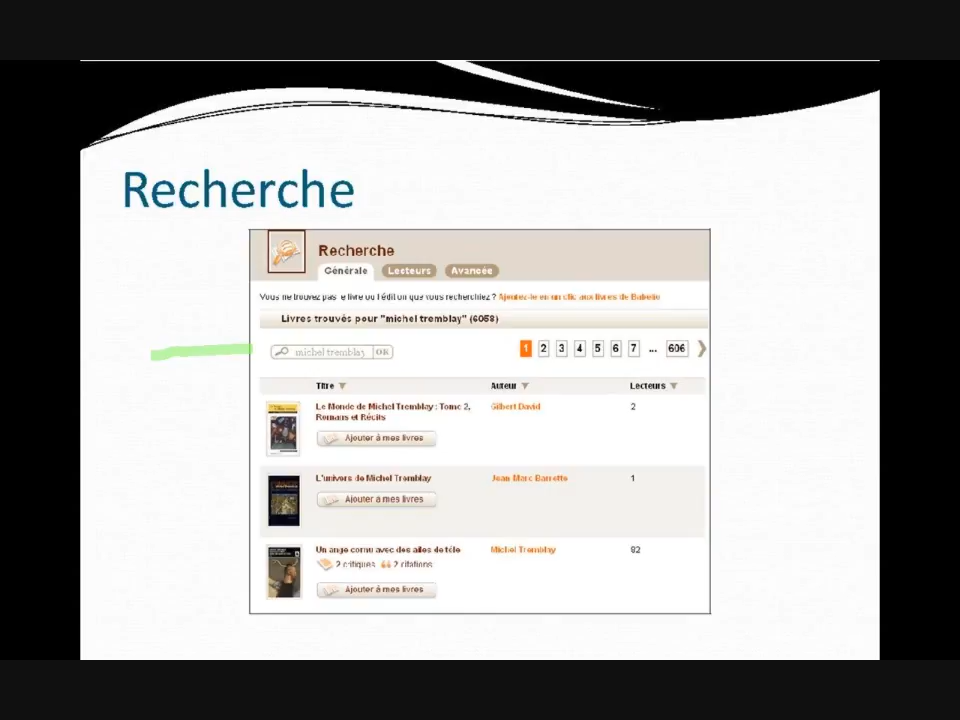 Recherche
Recherche
Générale Lecteurs Avancée
Vous ne trouvez pas le livre ou l'édition que vous recherchiez ? Ajoutez-le en un clic aux livres de Babelio
Livres trouvés pour "michel tremblay" (6058)
michel tremblay OK
1 2 3 4 5 6 7 ... 606
Titre Auteur Lecteurs
Le Monde de Michel Tremblay : Tome 2, Gilbert David 2
Romans et Récits
Ajouter à mes livres
L'univers de Michel Tremblay Jean-Marc Barrette 1
Ajouter à mes livres
Un ange cornu avec des ailes de tôle Michel Tremblay 92
2 critiques 2 citations
Ajouter à mes livres